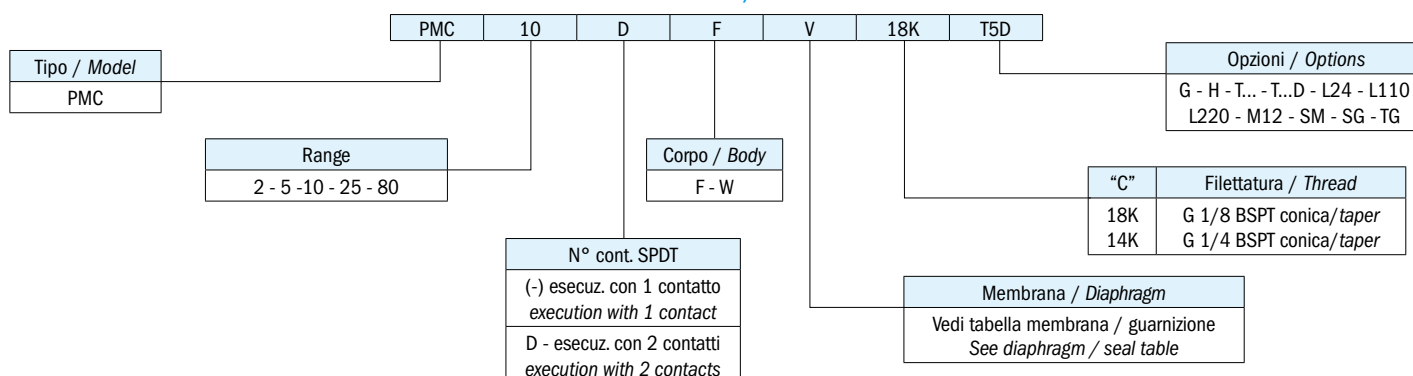 PMC 10 D F V 18K T5D
Tipo / Model
PMC
Range
2 - 5 -10 - 25 - 80
N° cont. SPDT
(-) esecuz. con 1 contatto
execution with 1 contact
D - esecuz. con 2 contatti
execution with 2 contacts
Corpo / Body
F - W
Membrana / Diaphragm
Vedi tabella membrana / guarnizione
See diaphragm / seal table
"C" Filettatura / Thread
18K G 1/8 BSPT conica/taper
14K G 1/4 BSPT conica/taper
Opzioni / Options
G - H - T... - T...D - L24 - L110
L220 - M12 - SM - SG - TG